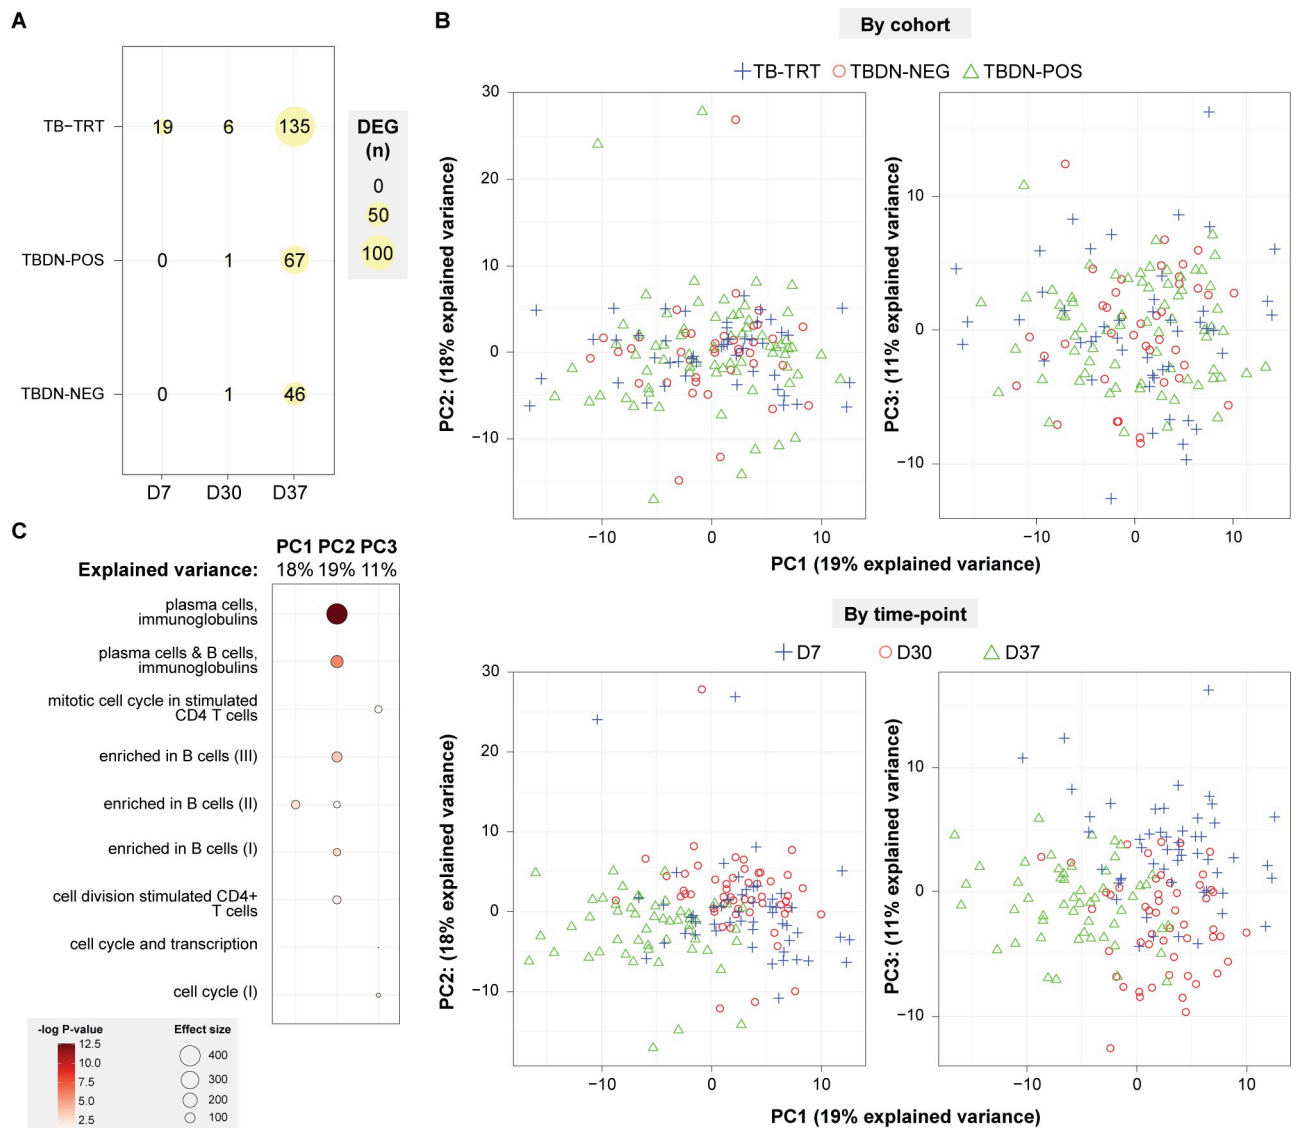 A
TB−TRT
TBDN-POS
TBDN-NEG
19 6 135
0 1 67
0 1 46
D7 D30 D37
DEG
(n)
0
50
100
B
By cohort
TB-TRT TBDN-NEG TBDN-POS
PC2: (18% explained variance)
30
20
10
0
−10
−10 0 10
PC3: (11% explained variance)
10
0
−10
−10 0 10
PC1 (19% explained variance)
By time-point
D7 D30 D37
PC2: (18% explained variance)
30
20
10
0
−10
−10 0 10
PC3: (11% explained variance)
10
0
−10
−10 0 10
PC1 (19% explained variance)
C
PC1 PC2 PC3
Explained variance: 18% 19% 11%
plasma cells,
immunoglobulins
plasma cells & B cells,
immunoglobulins
mitotic cell cycle in stimulated
CD4 T cells
enriched in B cells (III)
enriched in B cells (II)
enriched in B cells (I)
cell division stimulated CD4+
T cells
cell cycle and transcription
cell cycle (I)
-log P-value
12.5
10.0
7.5
5.0
2.5
Effect size
400
300
200
100